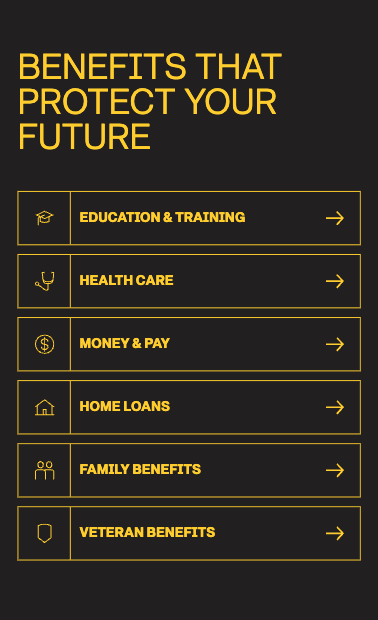 BENEFITS THAT
PROTECT YOUR
FUTURE
EDUCATION & TRAINING
HEALTH CARE
MONEY & PAY
HOME LOANS
FAMILY BENEFITS
VETERAN BENEFITS